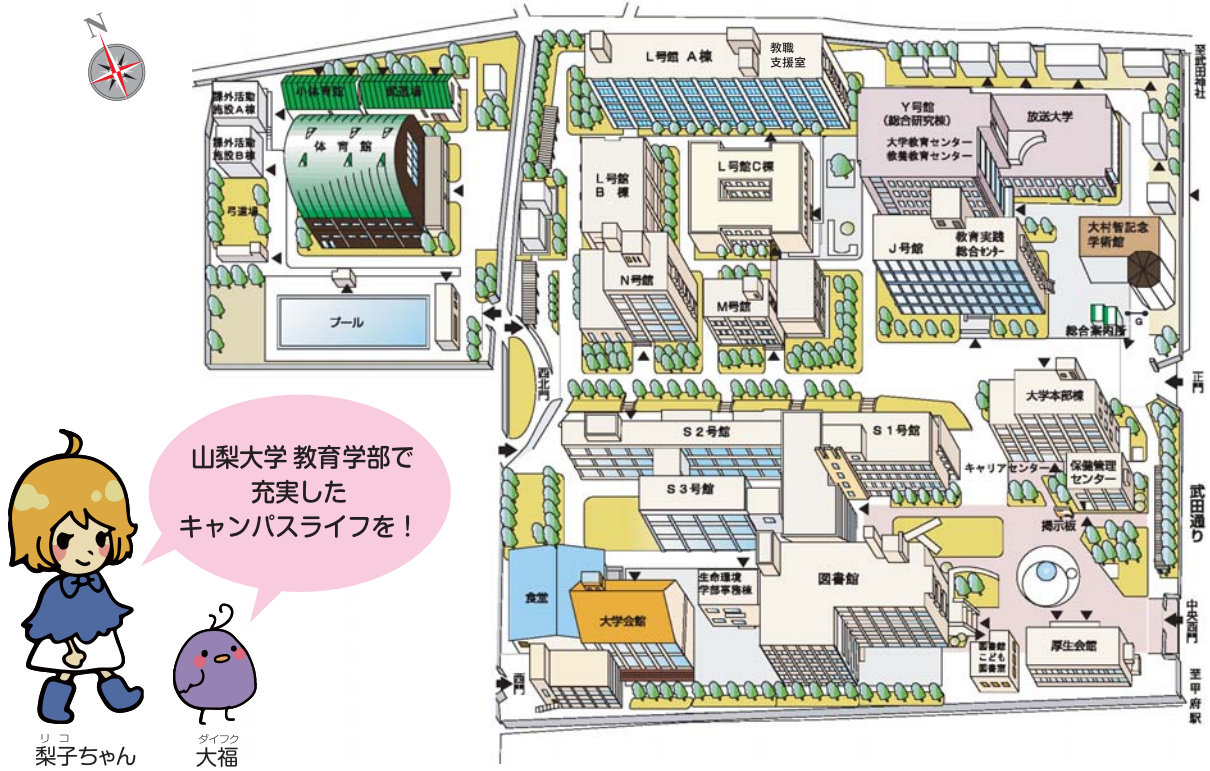 N
L号館 A棟
教職
支援室
至武田神社
小体育館
武道場
課外活動
施設A棟
課外活動
施設B棟
体育館
弓道場
プール
L号館
B棟
L号館C棟
Y号館
(総合研究棟)
大学教育センター
教養教育センター
放送大学
N号館
M号館
J号館
教育実践
総合センター
大村智記念
学術館
総合案内所
G
西北門
正門
大学本部棟
S2号館
S1号館
キャリアセンター
保健管理
センター
S3号館
掲示板
武田通り
食堂
大学会館
生命環境
学部事務棟
図書館
図書館
こども
図書室
厚生会館
中央西門
西門
至甲府駅
山梨大学 教育学部で
充実した
キャンパスライフを！
リコ
梨子ちゃん
ダイフク
大福